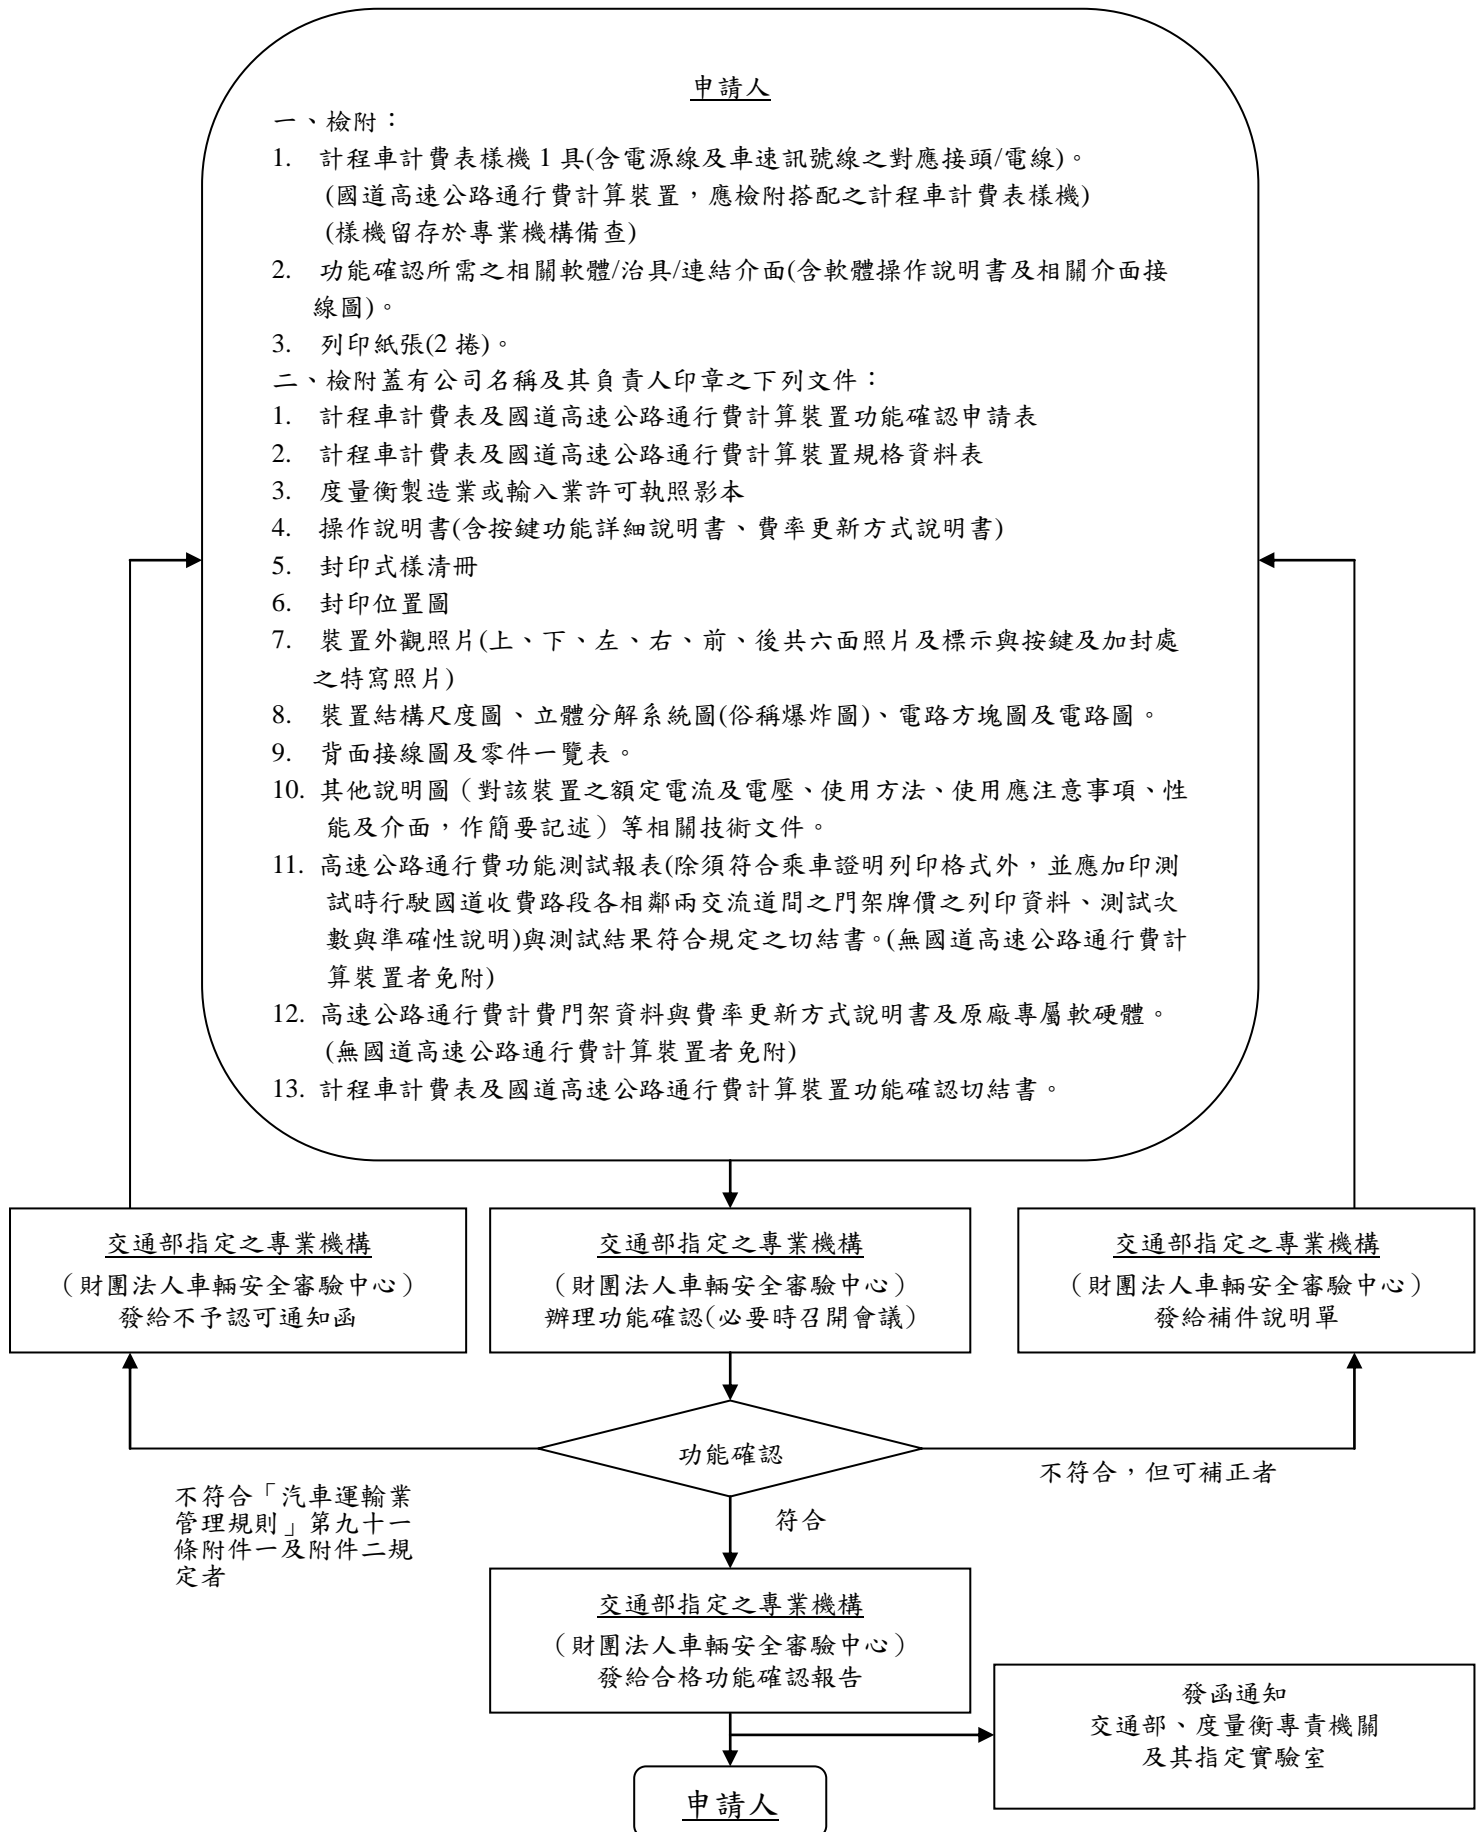 申請人
一、檢附：
1. 計程車計費表樣機 1 具(含電源線及車速訊號線之對應接頭/電線)。
(國道高速公路通行費計算裝置，應檢附搭配之計程車計費表樣機)
(樣機留存於專業機構備查)
2. 功能確認所需之相關軟體/治具/連結介面(含軟體操作說明書及相關介面接
線圖)。
3. 列印紙張(2 捲)。
二、檢附蓋有公司名稱及其負責人印章之下列文件：
1. 計程車計費表及國道高速公路通行費計算裝置功能確認申請表
2. 計程車計費表及國道高速公路通行費計算裝置規格資料表
3. 度量衡製造業或輸入業許可執照影本
4. 操作說明書(含按鍵功能詳細說明書、費率更新方式說明書)
5. 封印式樣清冊
6. 封印位置圖
7. 裝置外觀照片(上、下、左、右、前、後共六面照片及標示與按鍵及加封處
之特寫照片)
8. 裝置結構尺度圖、立體分解系統圖(俗稱爆炸圖)、電路方塊圖及電路圖。
9. 背面接線圖及零件一覽表。
10. 其他說明圖（對該裝置之額定電流及電壓、使用方法、使用應注意事項、性
能及介面，作簡要記述）等相關技術文件。
11. 高速公路通行費功能測試報表(除須符合乘車證明列印格式外，並應加印測
試時行駛國道收費路段各相鄰兩交流道間之門架牌價之列印資料、測試次
數與準確性說明)與測試結果符合規定之切結書。(無國道高速公路通行費計
算裝置者免附)
12. 高速公路通行費計費門架資料與費率更新方式說明書及原廠專屬軟硬體。
(無國道高速公路通行費計算裝置者免附)
13. 計程車計費表及國道高速公路通行費計算裝置功能確認切結書。
交通部指定之專業機構
（財團法人車輛安全審驗中心）
發給不予認可通知函
交通部指定之專業機構
（財團法人車輛安全審驗中心）
辦理功能確認(必要時召開會議)
交通部指定之專業機構
（財團法人車輛安全審驗中心）
發給補件說明單
功能確認
不符合，但可補正者
不符合「汽車運輸業
管理規則」第九十一
條附件一及附件二規
定者
符合
交通部指定之專業機構
（財團法人車輛安全審驗中心）
發給合格功能確認報告
發函通知
交通部、度量衡專責機關
及其指定實驗室
申請人